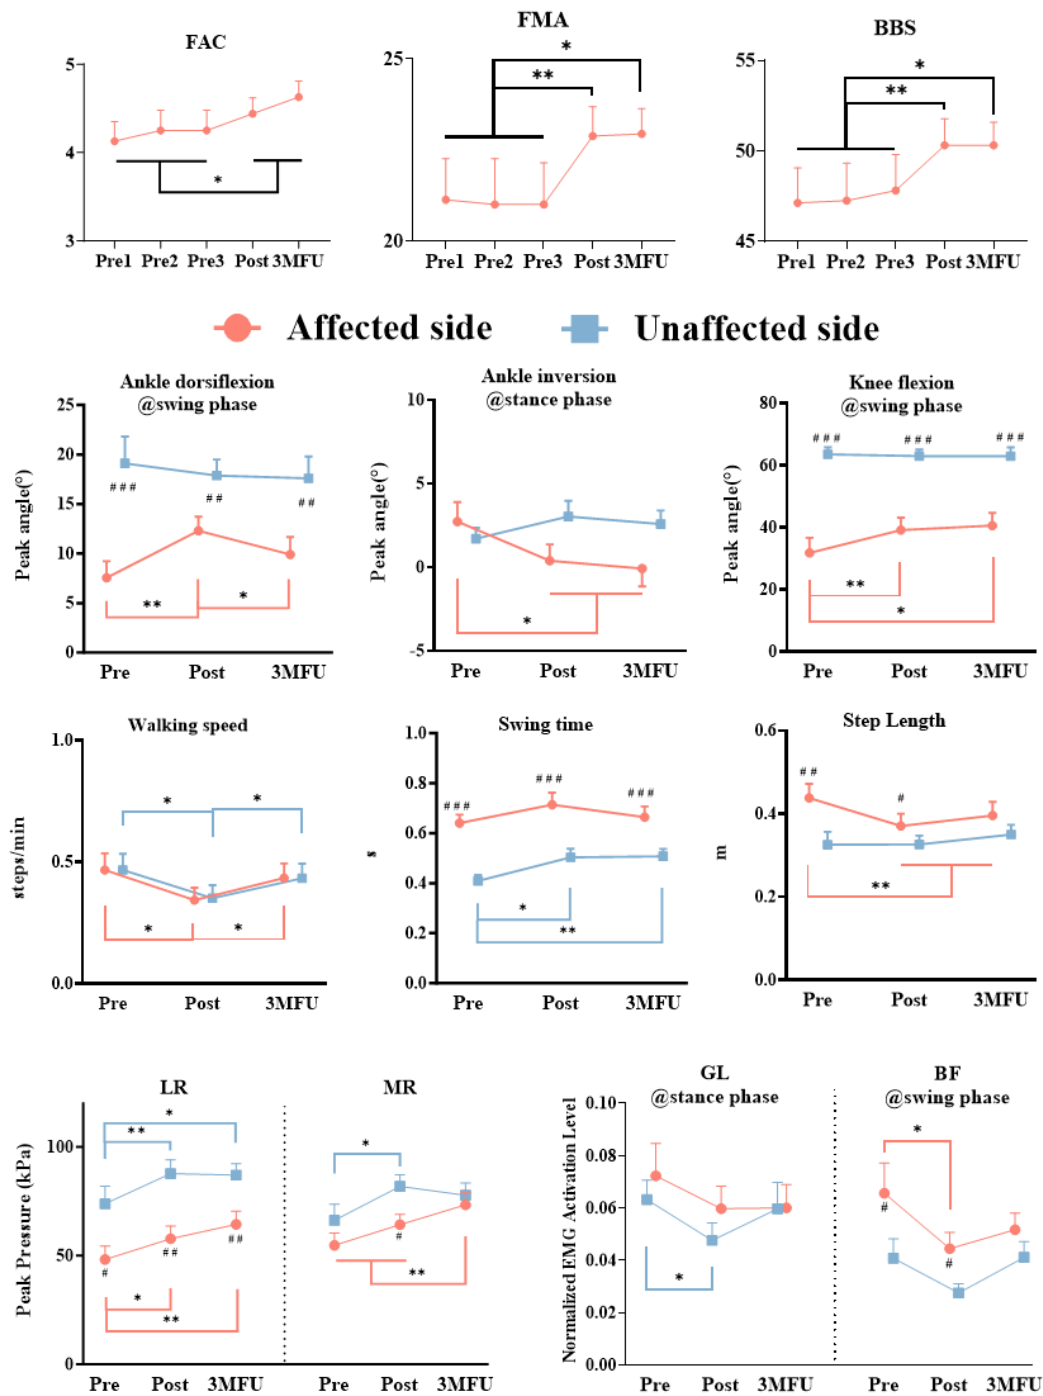 FAC
FMA
BBS
5
4
3
*
Pre1 Pre2 Pre3 Post 3MFU
25
20
*
**
Pre1 Pre2 Pre3 Post 3MFU
55
50
45
*
**
Pre1 Pre2 Pre3 Post 3MFU
Affected side
Unaffected side
Ankle dorsiflexion
@swing phase
Peak angle(°)
25
20
15
10
5
0
###
##
##
**
*
Pre Post 3MFU
Ankle inversion
@stance phase
Peak angle(°)
10
5
0
-5
*
Pre Post 3MFU
Knee flexion
@swing phase
Peak angle(°)
80
60
40
20
0
###
###
###
**
*
Pre Post 3MFU
Walking speed
steps/min
1.0
0.5
0.0
*
*
*
*
Pre Post 3MFU
Swing time
s
1.0
0.8
0.6
0.4
0.2
0.0
###
###
###
*
**
Pre Post 3MFU
Step Length
m
0.6
0.4
0.2
0.0
##
#
**
Pre Post 3MFU
LR
MR
Peak Pressure (kPa)
100
50
0
*
**
#
##
##
*
**
*
#
**
Pre Post 3MFU Pre Post 3MFU
GL
@stance phase
BF
@swing phase
Normalized EMG Activation Level
0.10
0.08
0.06
0.04
0.02
0.00
*
*
#
#
Pre Post 3MFU Pre Post 3MFU